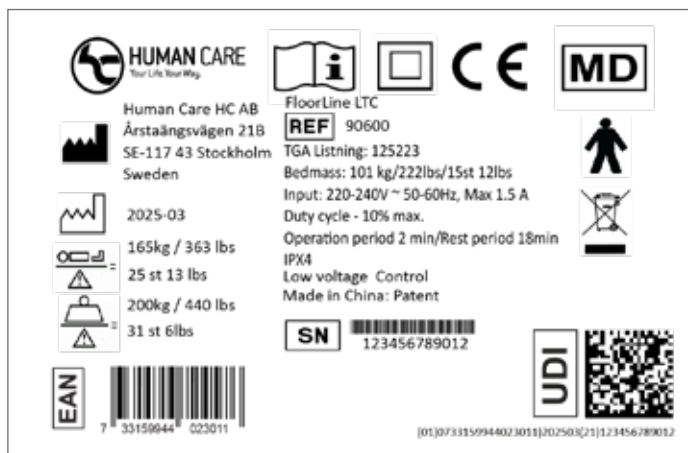 HUMAN CARE
Your Life. Your Way.
i
CE
MD
Human Care HC AB
Årstaängsvägen 21B
SE-117 43 Stockholm
Sweden
2025-03
165kg / 363 lbs
=
25 st 13 lbs
200kg / 440 lbs
=
31 st 6lbs
FloorLine LTC
REF 90600
TGA Listning: 125223
Bedmass: 101 kg/222lbs/15st 12lbs
Input: 220-240V ~ 50-60Hz, Max 1.5 A
Duty cycle - 10% max.
Operation period 2 min/Rest period 18min
IPX4
Low voltage Control
Made in China: Patent
SN
123456789012
EAN
7 33159944 023011
UDI
(01)0733159944023011)202503(21)123456789012